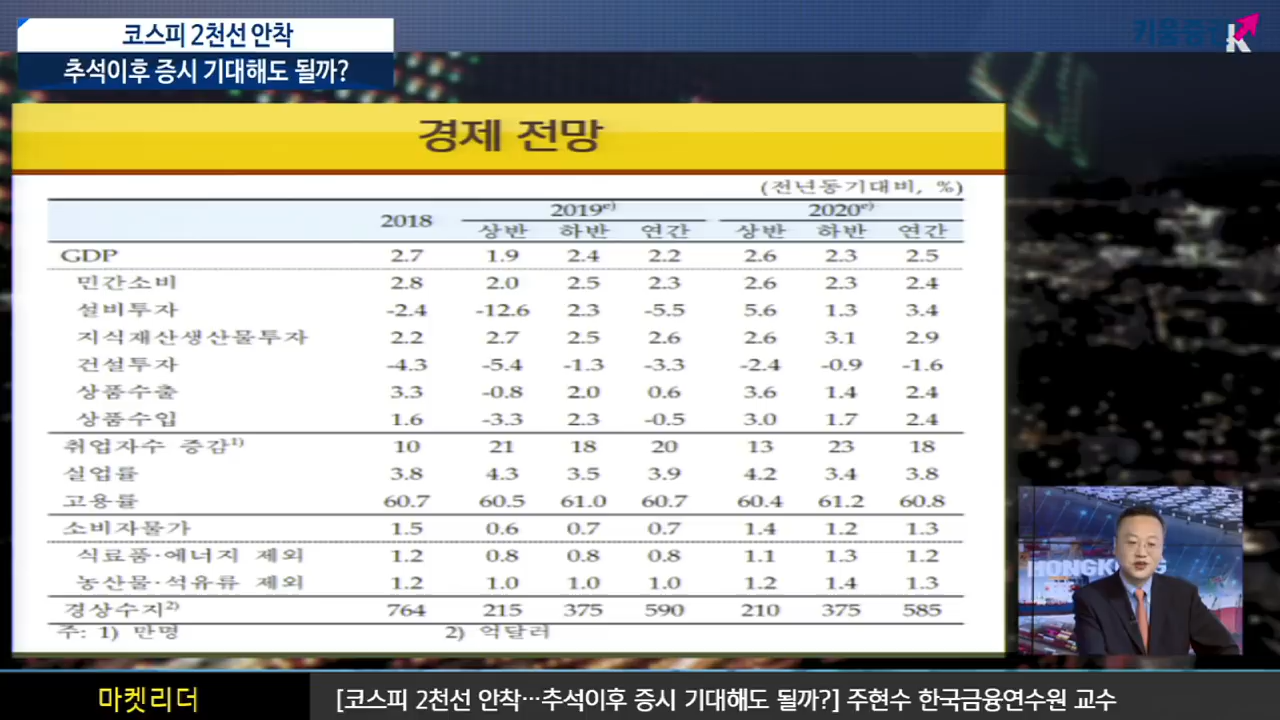 코스피 2천선 안착
추석이후 증시 기대해도 될까?
키움증권
경제 전망
(전년동기대비, %)
2018 2019e) 2020e)
상반 하반 연간 상반 하반 연간
GDP 2.7 1.9 2.4 2.2 2.6 2.3 2.5
민간소비 2.8 2.0 2.5 2.3 2.6 2.3 2.4
설비투자 -2.4 -12.6 2.3 -5.5 5.6 1.3 3.4
지식재산생산물투자 2.2 2.7 2.5 2.6 2.6 3.1 2.9
건설투자 -4.3 -5.4 -1.3 -3.3 -2.4 -0.9 -1.6
상품수출 3.3 -0.8 2.0 0.6 3.6 1.4 2.4
상품수입 1.6 -3.3 2.3 -0.5 3.0 1.7 2.4
취업자수 증감1) 10 21 18 20 13 23 18
실업률 3.8 4.3 3.5 3.9 4.2 3.4 3.8
고용률 60.7 60.5 61.0 60.7 60.4 61.2 60.8
소비자물가 1.5 0.6 0.7 0.7 1.4 1.2 1.3
식료품·에너지 제외 1.2 0.8 0.8 0.8 1.1 1.3 1.2
농산물·석유류 제외 1.2 1.0 1.0 1.0 1.2 1.4 1.3
경상수지2) 764 215 375 590 210 375 585
주: 1) 만명 2) 억달러
HONGKONG
마켓리더 [코스피 2천선 안착…추석이후 증시 기대해도 될까?] 주현수 한국금융연수원 교수